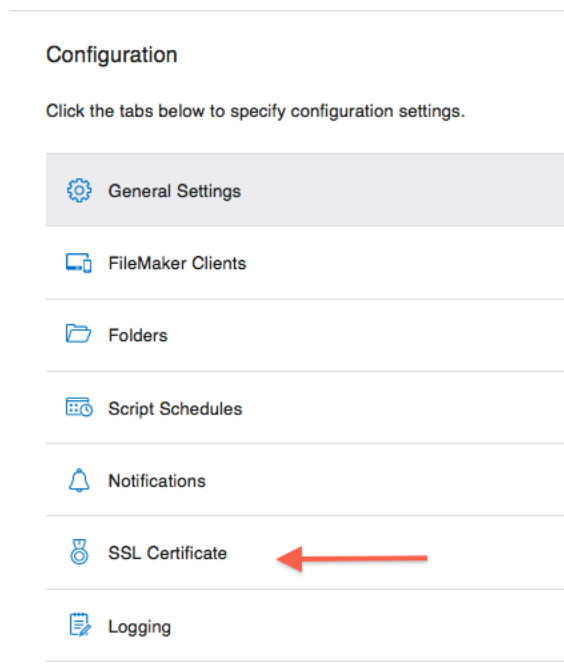 Configuration
Click the tabs below to specify configuration settings.
General Settings
FileMaker Clients
Folders
Script Schedules
Notifications
SSL Certificate
Logging